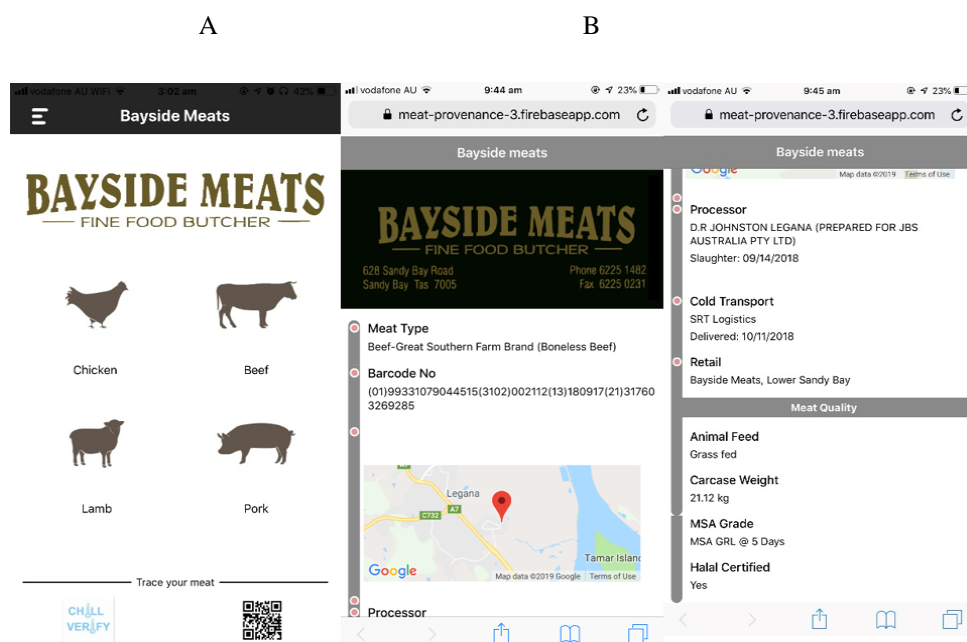 A
B
vodafone AU WiFi 3:02 am 42%
Bayside Meats
BAYSIDE MEATS
FINE FOOD BUTCHER
Chicken
Beef
Lamb
Pork
Trace your meat
CHILL
VERIFY
vodafone AU 9:44 am 23%
meat-provenance-3.firebaseapp.com
Bayside meats
BAYSIDE MEATS
FINE FOOD BUTCHER
628 Sandy Bay Road
Sandy Bay Tas 7005
Phone 6225 1482
Fax 6225 0231
Meat Type
Beef-Great Southern Farm Brand (Boneless Beef)
Barcode No
(01)99331079044515(3102)002112(13)180917(21)31760
3269285
Legana
C732
A7
Tamar Island
Google
Map data ©2019 Google Terms of Use
Processor
vodafone AU 9:45 am 23%
meat-provenance-3.firebaseapp.com
Bayside meats
Google
Map data ©2019 Terms of Use
Processor
D.R JOHNSTON LEGANA (PREPARED FOR JBS
AUSTRALIA PTY LTD)
Slaughter: 09/14/2018
Cold Transport
SRT Logistics
Delivered: 10/11/2018
Retail
Bayside Meats, Lower Sandy Bay
Meat Quality
Animal Feed
Grass fed
Carcase Weight
21.12 kg
MSA Grade
MSA GRL @ 5 Days
Halal Certified
Yes